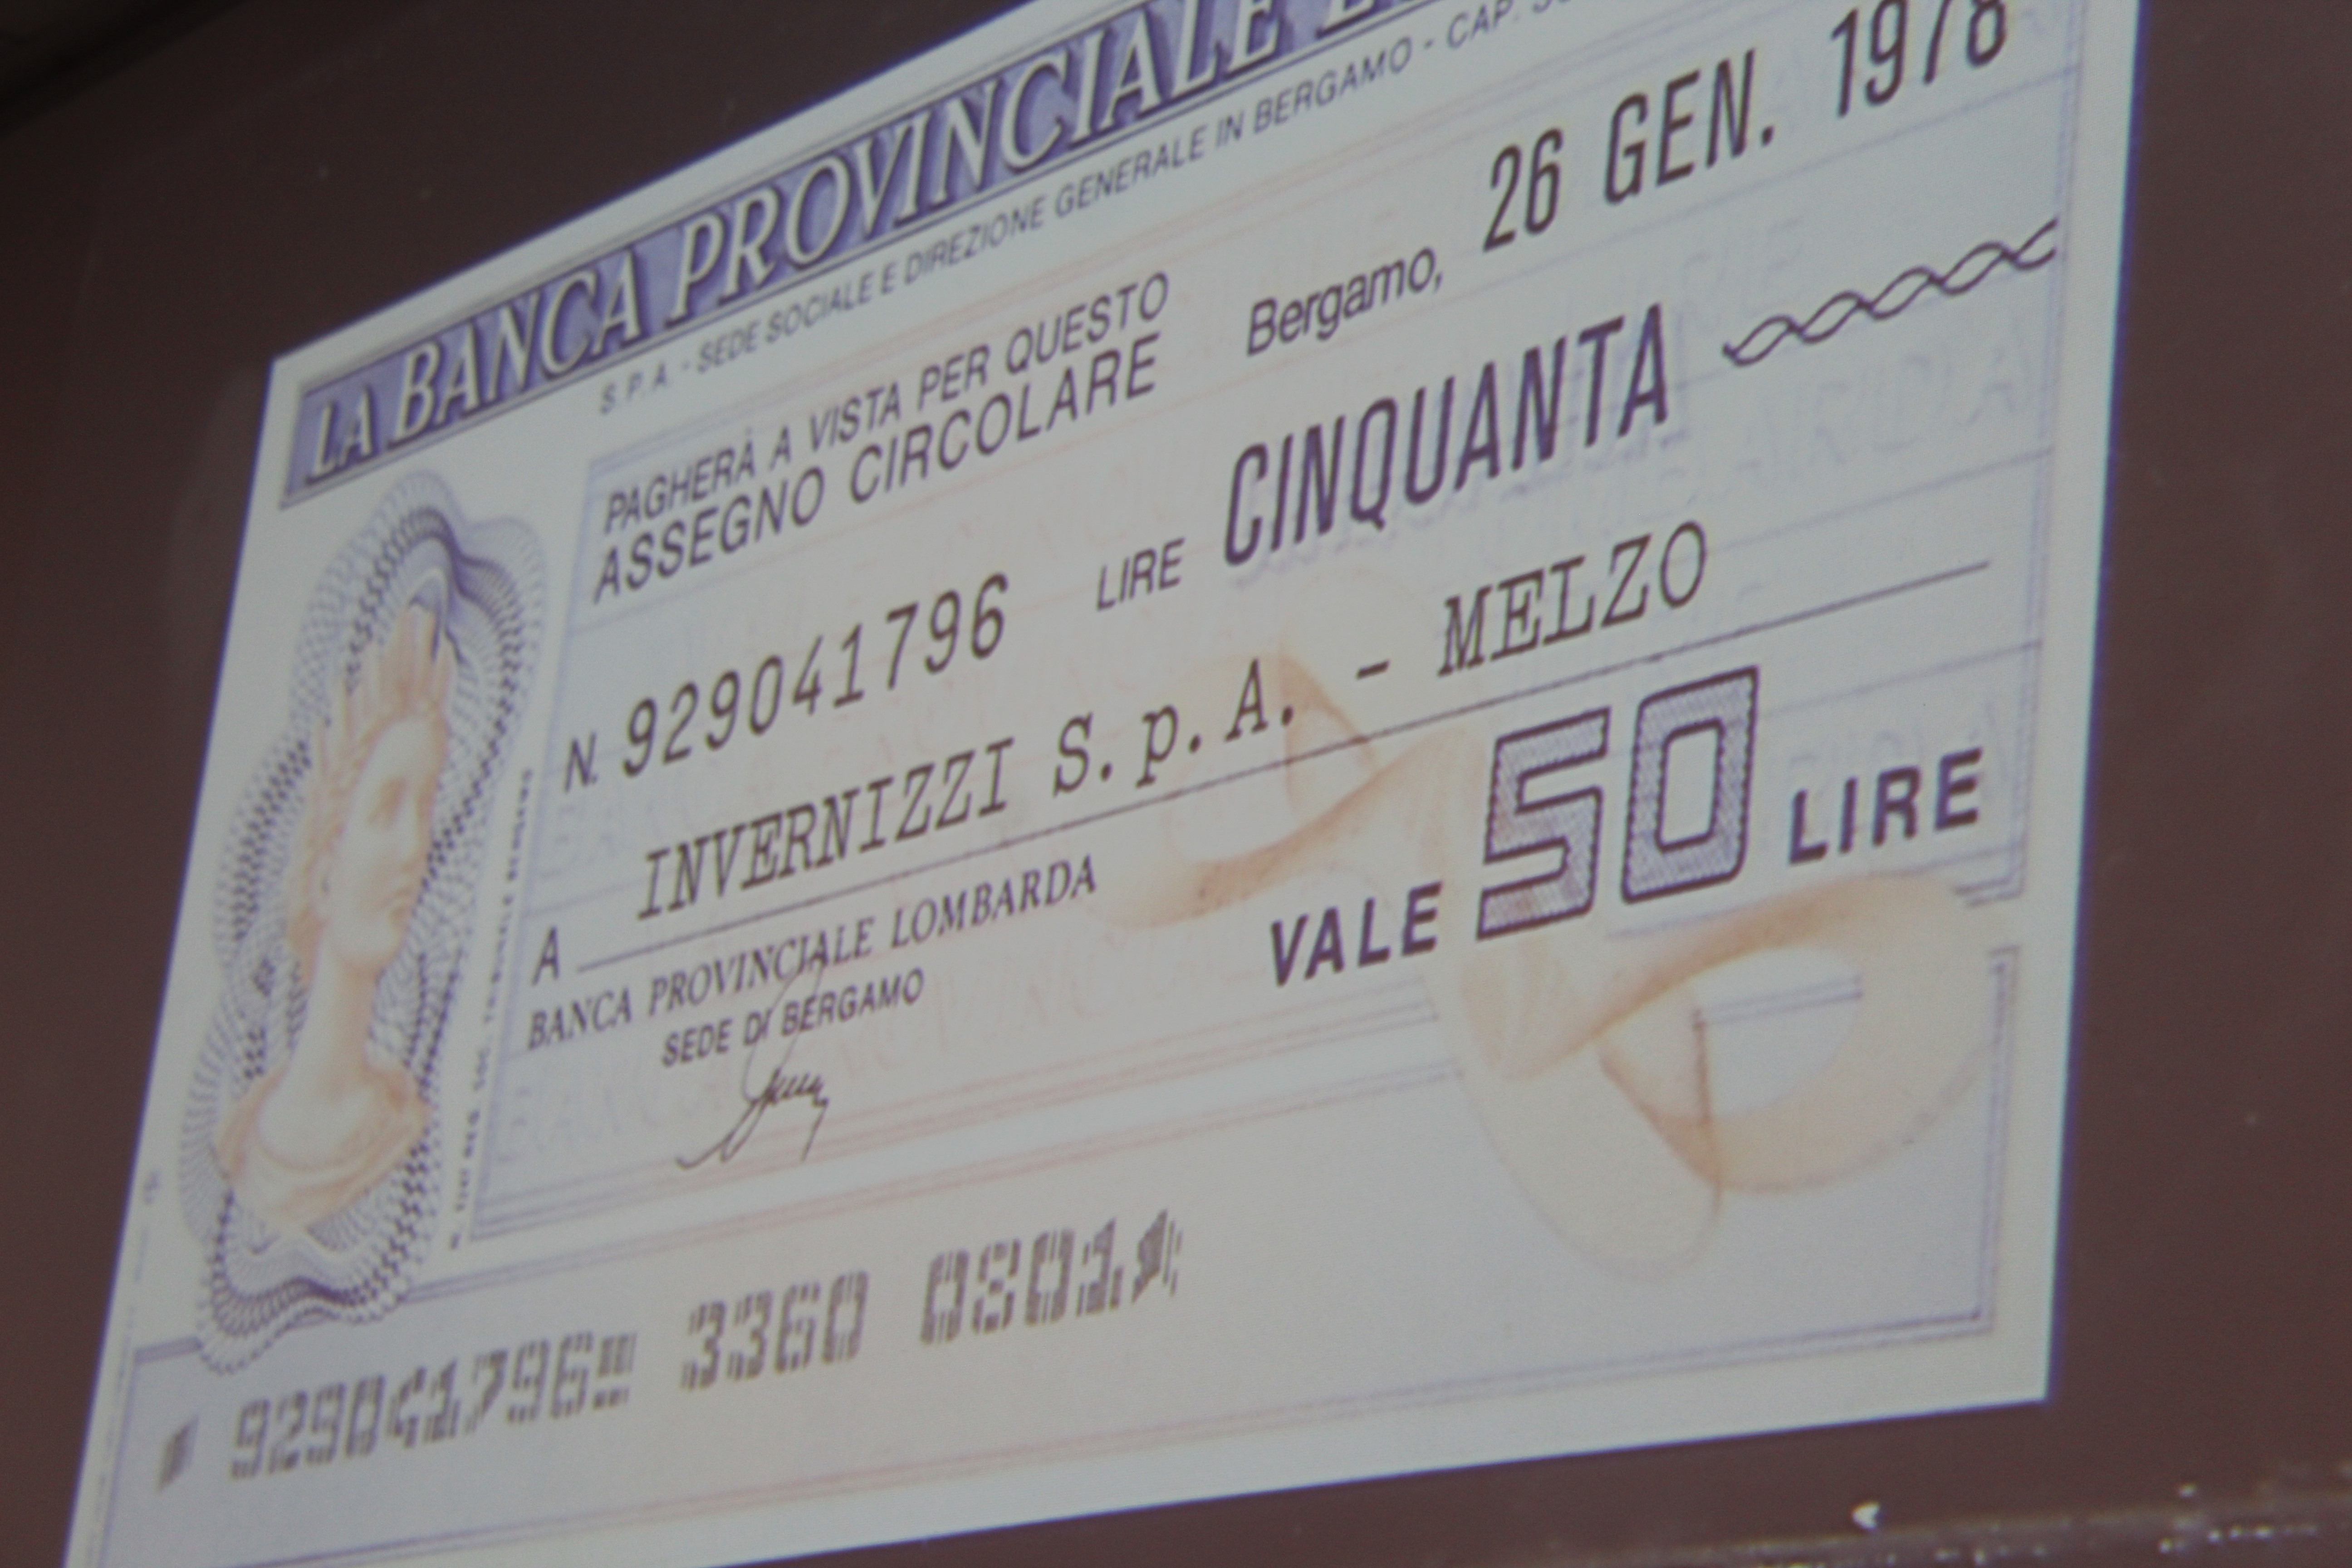 LA BANCA PROVINCIALE
S.P.A. - SEDE SOCIALE E DIREZIONE GENERALE IN BERGAMO - CAP.
PAGHERÀ A VISTA PER QUESTO
ASSEGNO CIRCOLARE
Bergamo, 26 GEN. 1978
N. 929041796 LIRE CINQUANTA
A INVERNIZZI S.p.A. - MELZO
BANCA PROVINCIALE LOMBARDA
SEDE DI BERGAMO
VALE 50 LIRE
929041796 3360 0801